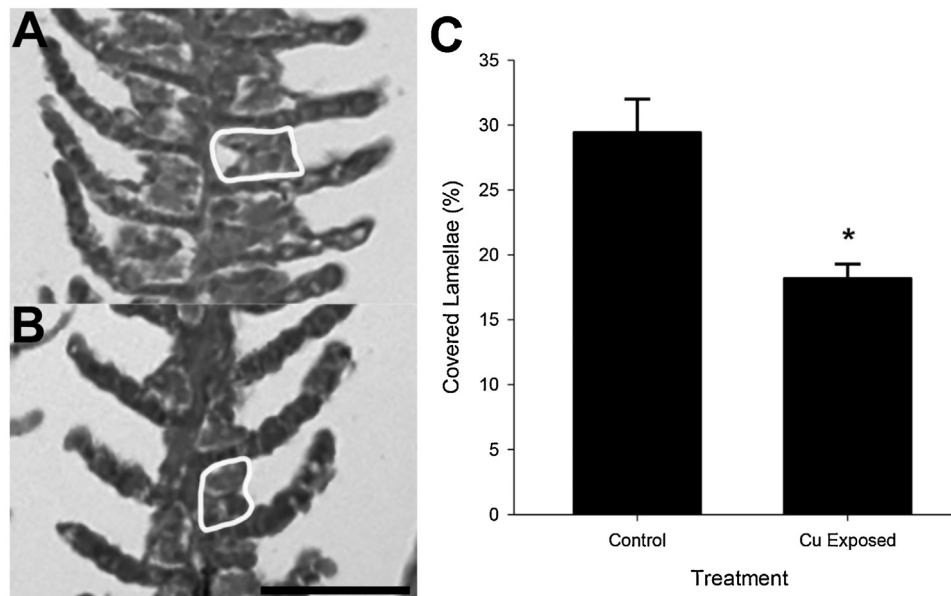 A
B
C
Covered Lamellae (%)
35
30
25
20
15
10
5
0
*
Control
Cu Exposed
Treatment